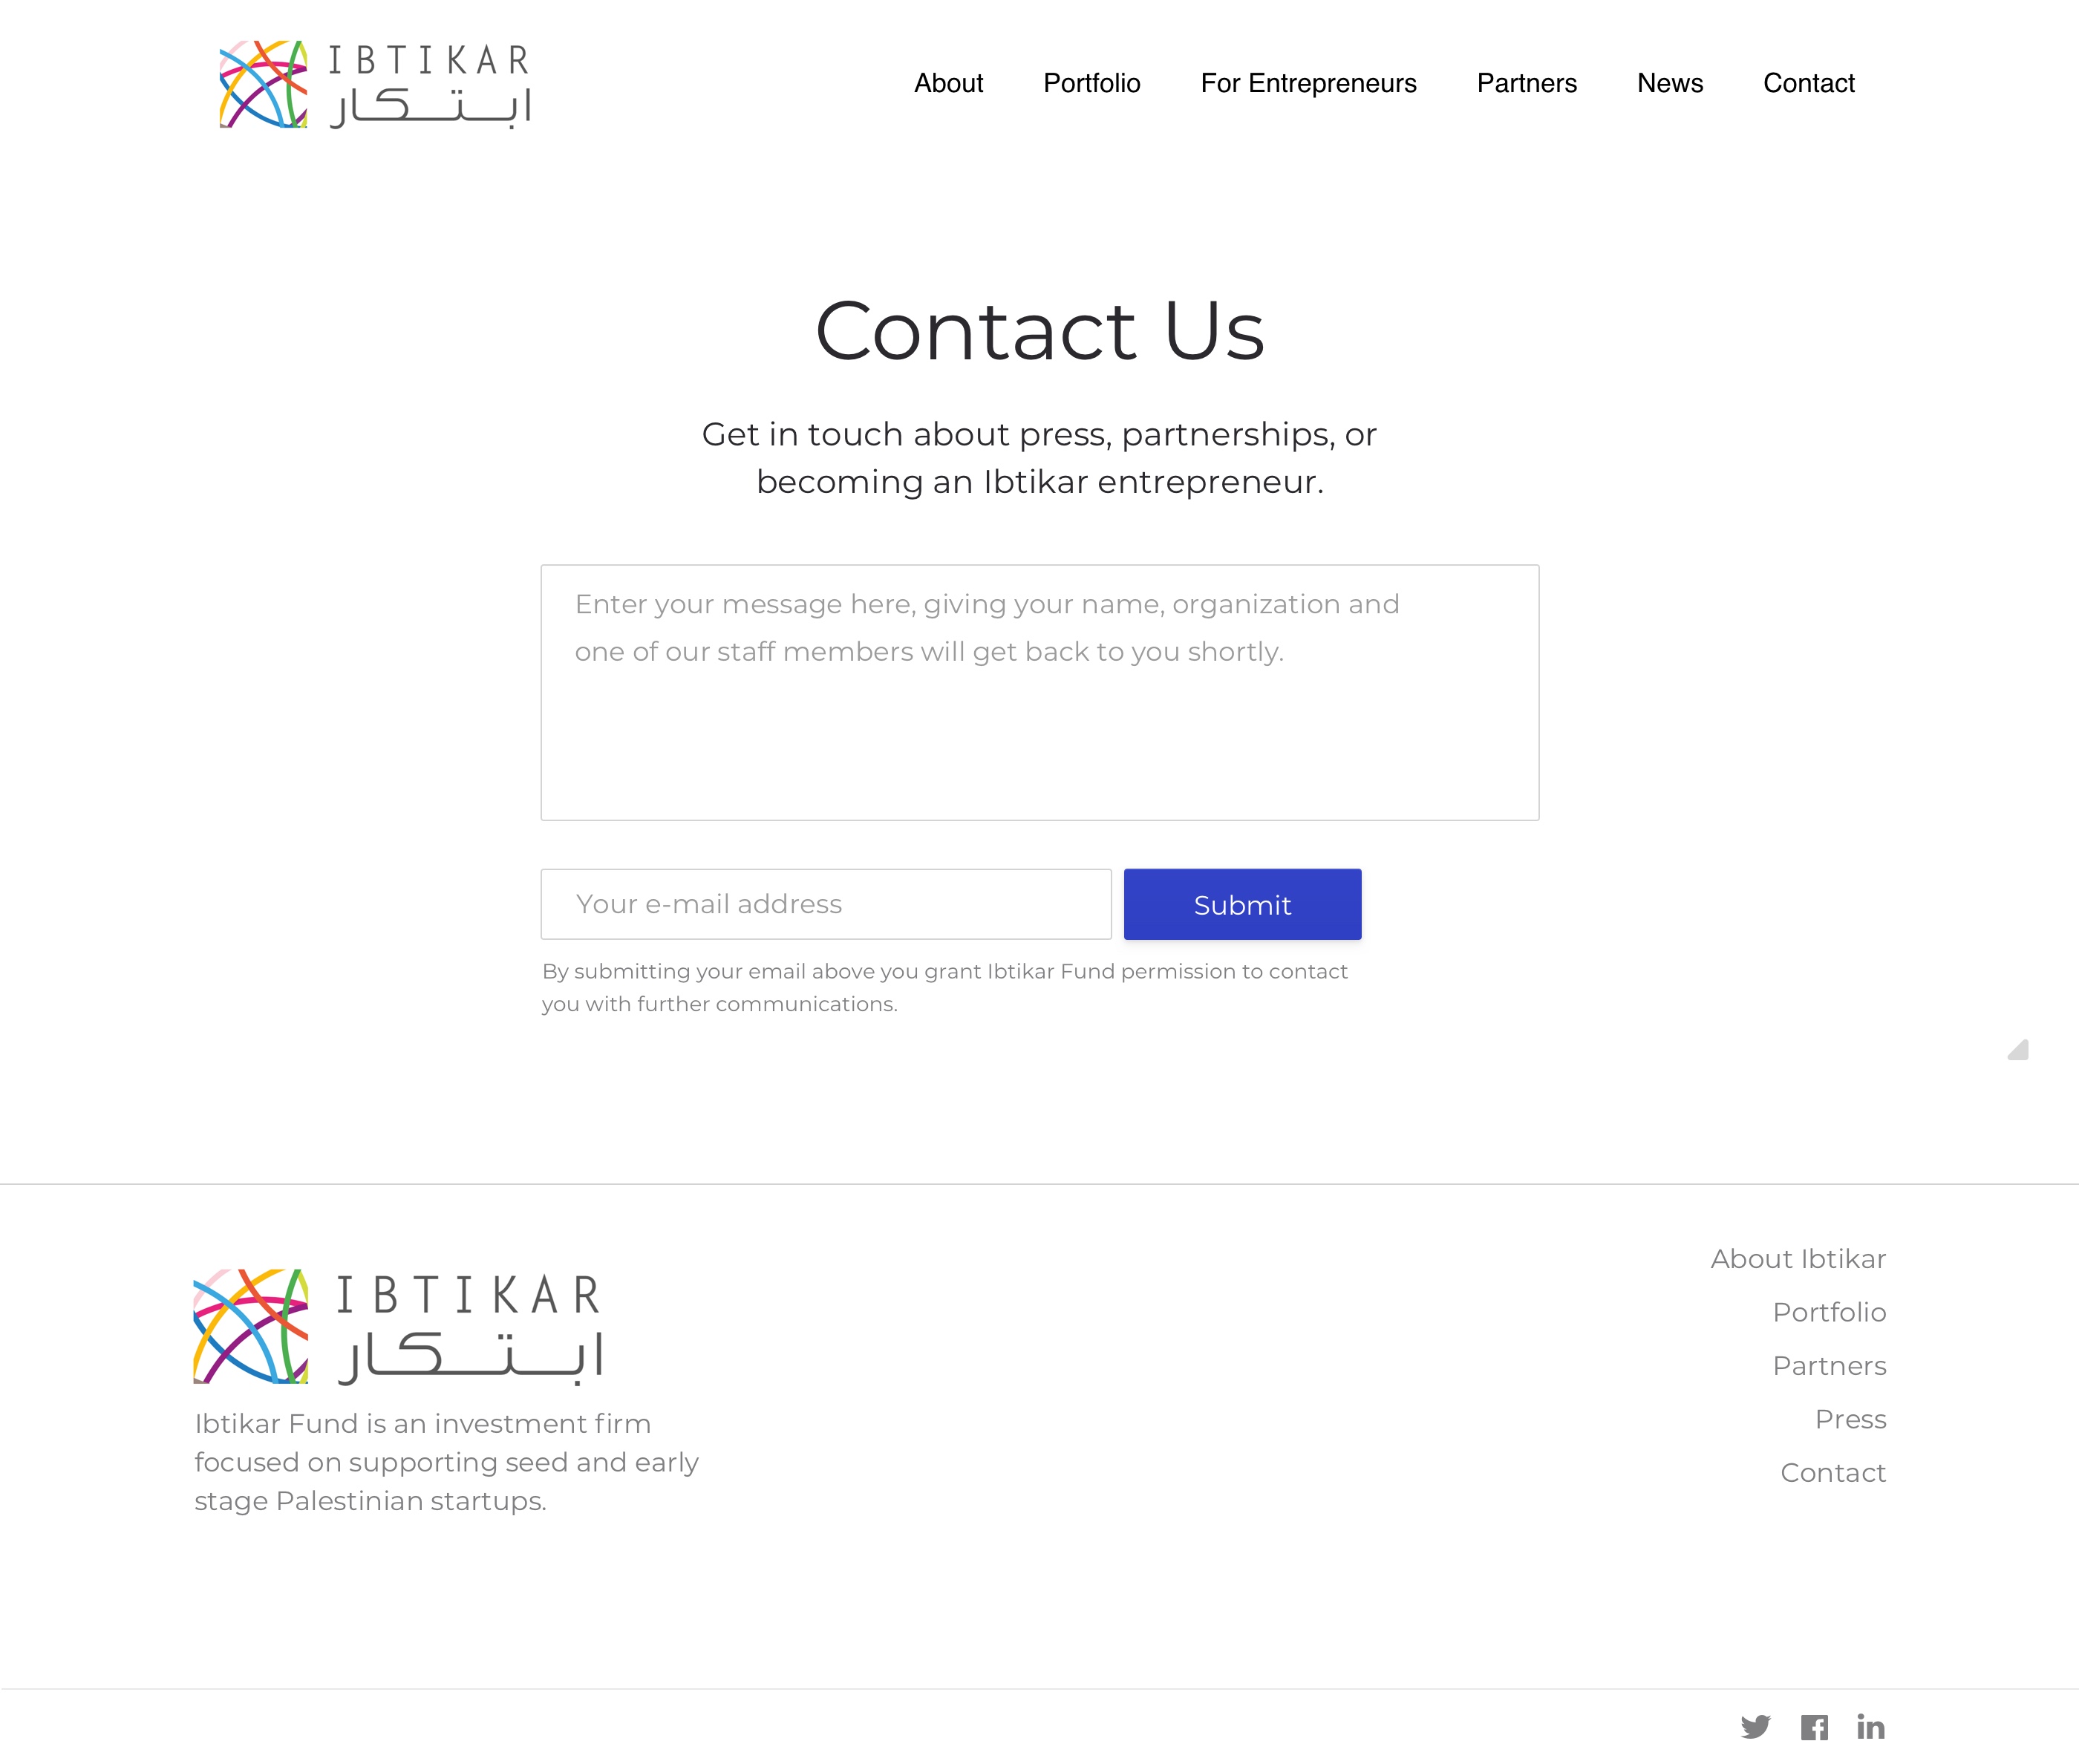 IBTIKAR
ابتكار
About
Portfolio
For Entrepreneurs
Partners
News
Contact
Contact Us
Get in touch about press, partnerships, or
becoming an Ibtikar entrepreneur.
Enter your message here, giving your name, organization and
one of our staff members will get back to you shortly.
Your e-mail address
Submit
By submitting your email above you grant Ibtikar Fund permission to contact
you with further communications.
IBTIKAR
ابتكار
Ibtikar Fund is an investment firm
focused on supporting seed and early
stage Palestinian startups.
About Ibtikar
Portfolio
Partners
Press
Contact